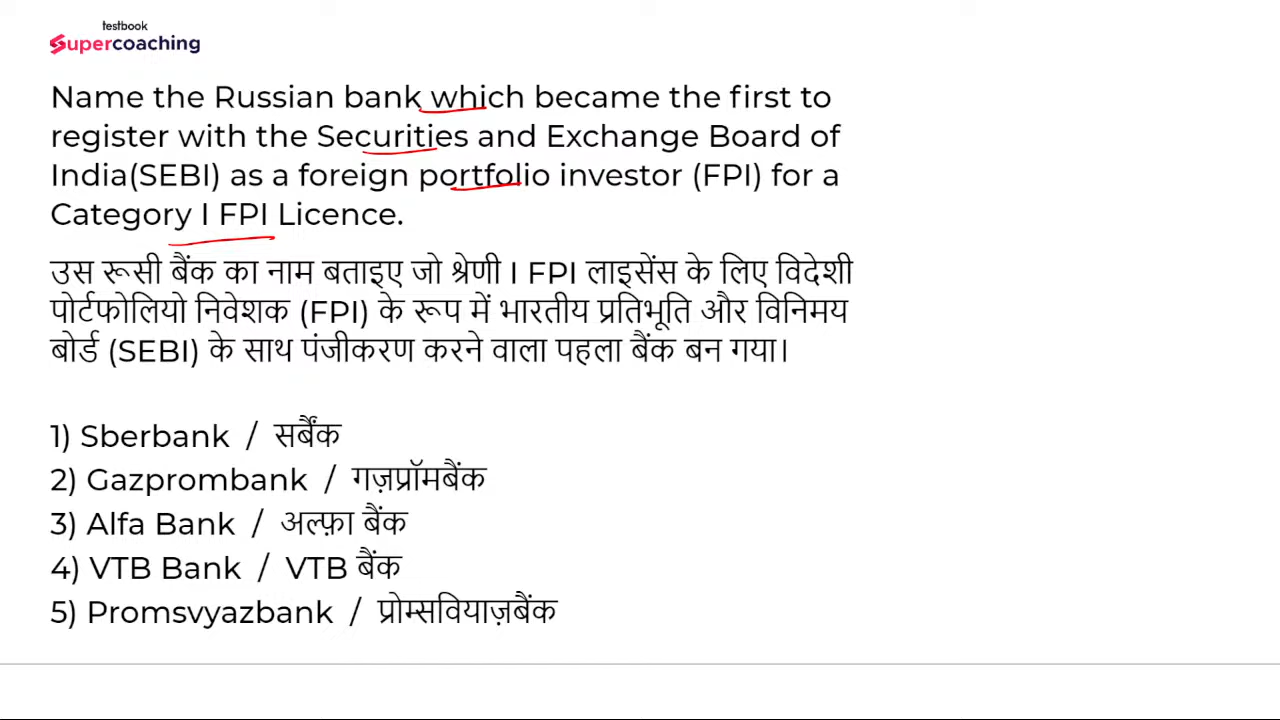 testbook
Supercoaching
Name the Russian bank which became the first to
register with the Securities and Exchange Board of
India(SEBI) as a foreign portfolio investor (FPI) for a
Category I FPI Licence.
उस रूसी बैंक का नाम बताइए जो श्रेणी I FPI लाइसेंस के लिए विदेशी
पोर्टफोलियो निवेशक (FPI) के रूप में भारतीय प्रतिभूति और विनिमय
बोर्ड (SEBI) के साथ पंजीकरण करने वाला पहला बैंक बन गया।
1) Sberbank / सर्बैंक
2) Gazprombank / गज़प्रॉमबैंक
3) Alfa Bank / अल्फ़ा बैंक
4) VTB Bank / VTB बैंक
5) Promsvyazbank / प्रोम्सवियाज़बैंक